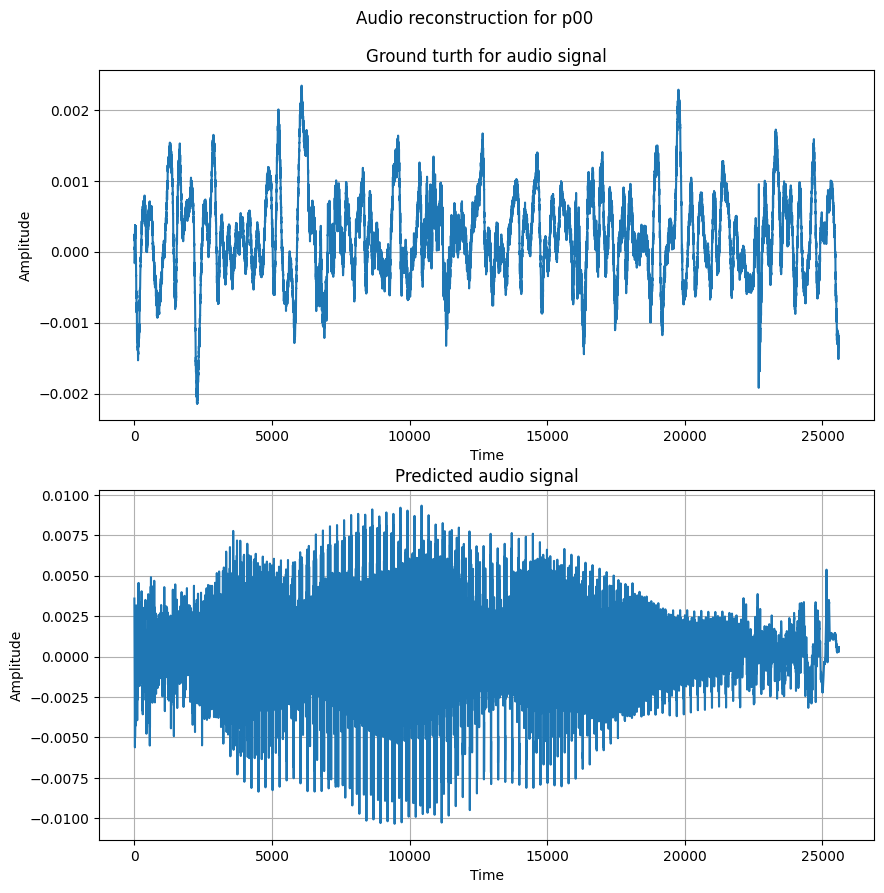 Audio reconstruction for p00
Ground turth for audio signal
0.002
0.001
0.000
−0.001
−0.002
Amplitude
0 5000 10000 15000 20000 25000
Time
Predicted audio signal
0.0100
0.0075
0.0050
0.0025
0.0000
−0.0025
−0.0050
−0.0075
−0.0100
Amplitude
0 5000 10000 15000 20000 25000
Time